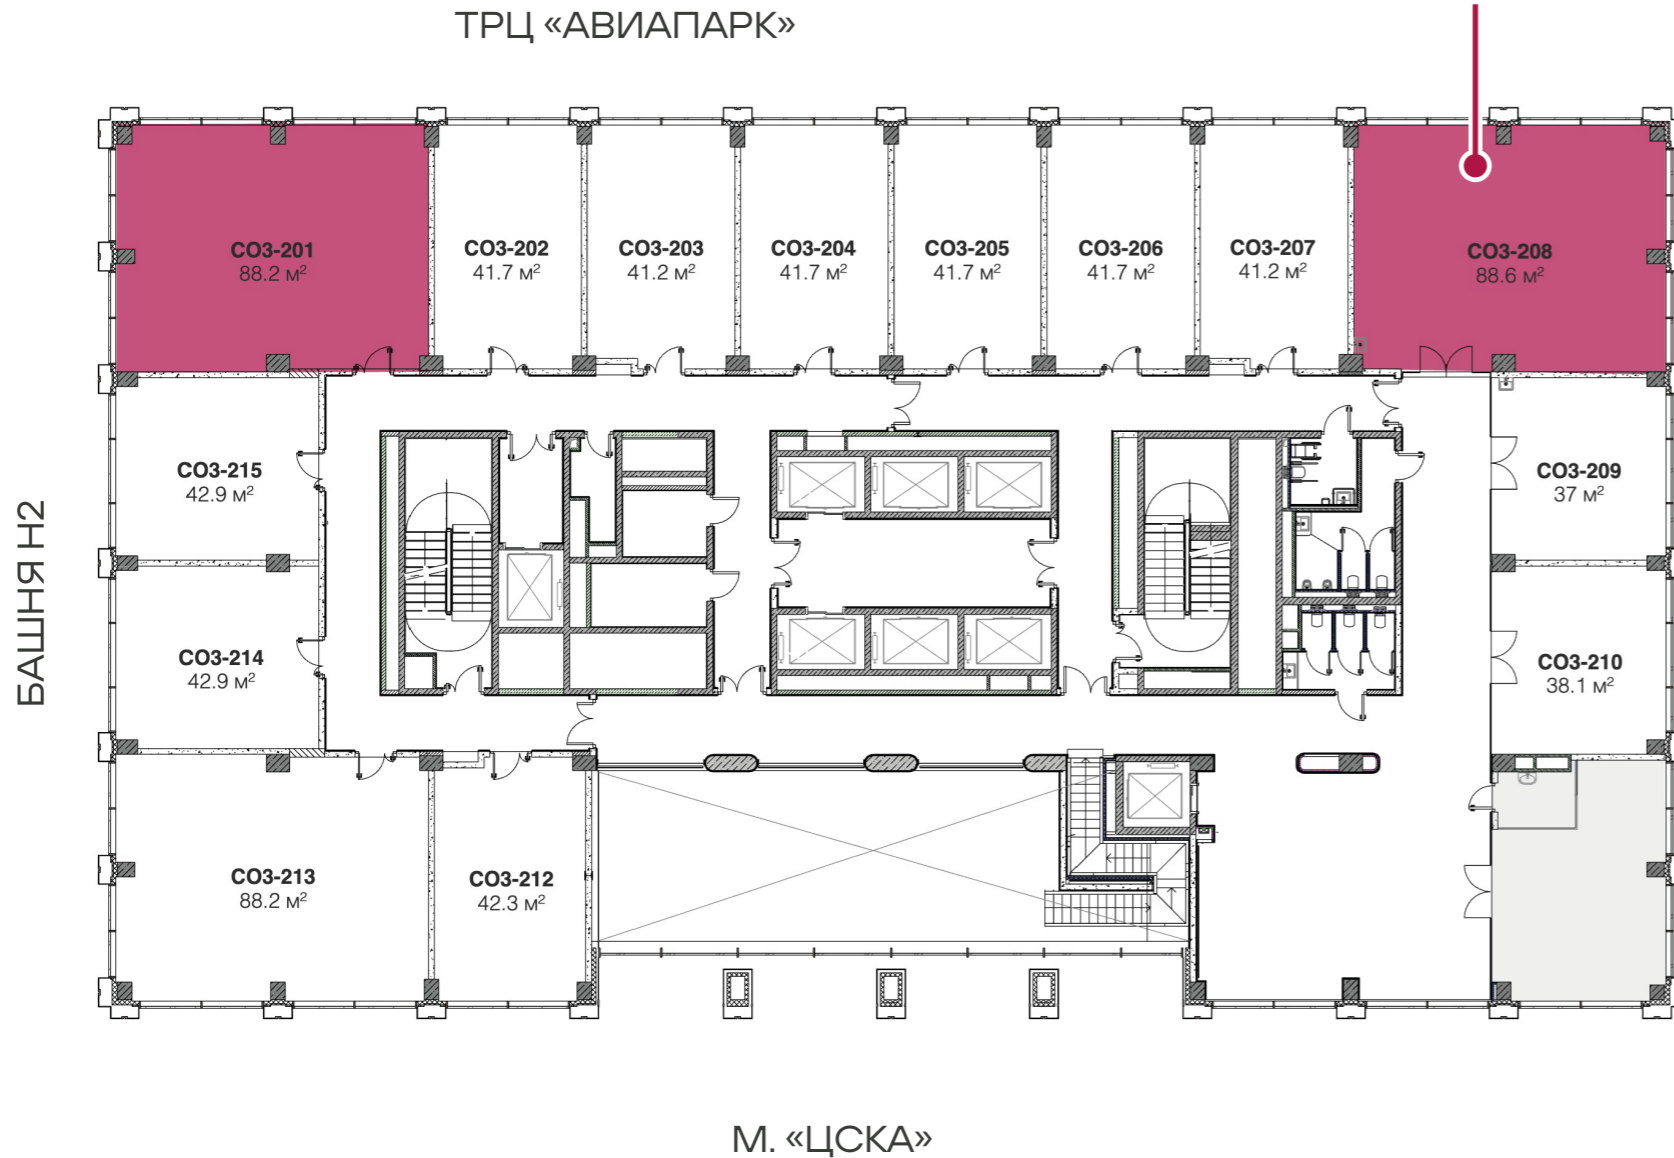 ТРЦ «АВИАПАРК»
СО3-201
88.2 м²
СО3-202
41.7 м²
СО3-203
41.2 м²
СО3-204
41.7 м²
СО3-205
41.7 м²
СО3-206
41.7 м²
СО3-207
41.2 м²
СО3-208
88.6 м²
СО3-215
42.9 м²
СО3-209
37 м²
БАШНЯ Н2
СО3-214
42.9 м²
СО3-210
38.1 м²
СО3-213
88.2 м²
СО3-212
42.3 м²
М. «ЦСКА»